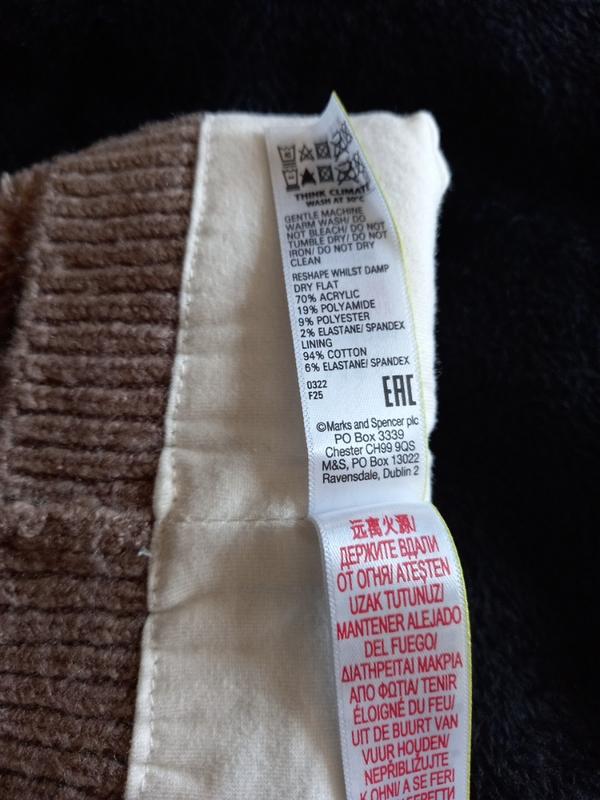 THINK CLIMATE
WASH AT 30°C
GENTLE MACHINE
WARM WASH/ DO
NOT BLEACH/ DO NOT
TUMBLE DRY/ DO NOT
IRON/ DO NOT DRY
CLEAN
RESHAPE WHILST DAMP
DRY FLAT
70% ACRYLIC
19% POLYAMIDE
9% POLYESTER
2% ELASTANE/ SPANDEX
LINING
94% COTTON
6% ELASTANE/ SPANDEX
0322
F25
EAC
©Marks and Spencer plc
PO Box 3339
Chester CH99 9QS
M&S, PO Box 13022
Ravensdale, Dublin 2
远离火源/
ДЕРЖИТЕ ВДАЛИ
ОТ ОГНЯ/ ATEŞTEN
UZAK TUTUNUZ/
MANTENER ALEJADO
DEL FUEGO/
ΔΙΑΤΗΡΕΙΤΑΙ ΜΑΚΡΙΑ
ΑΠΟ ΦΩΤΙΑ/ TENIR
ÉLOIGNÉ DU FEU/
UIT DE BUURT VAN
VUUR HOUDEN/
NEPŘIBLIŽUJTE
K OHNI/ A SE FERI